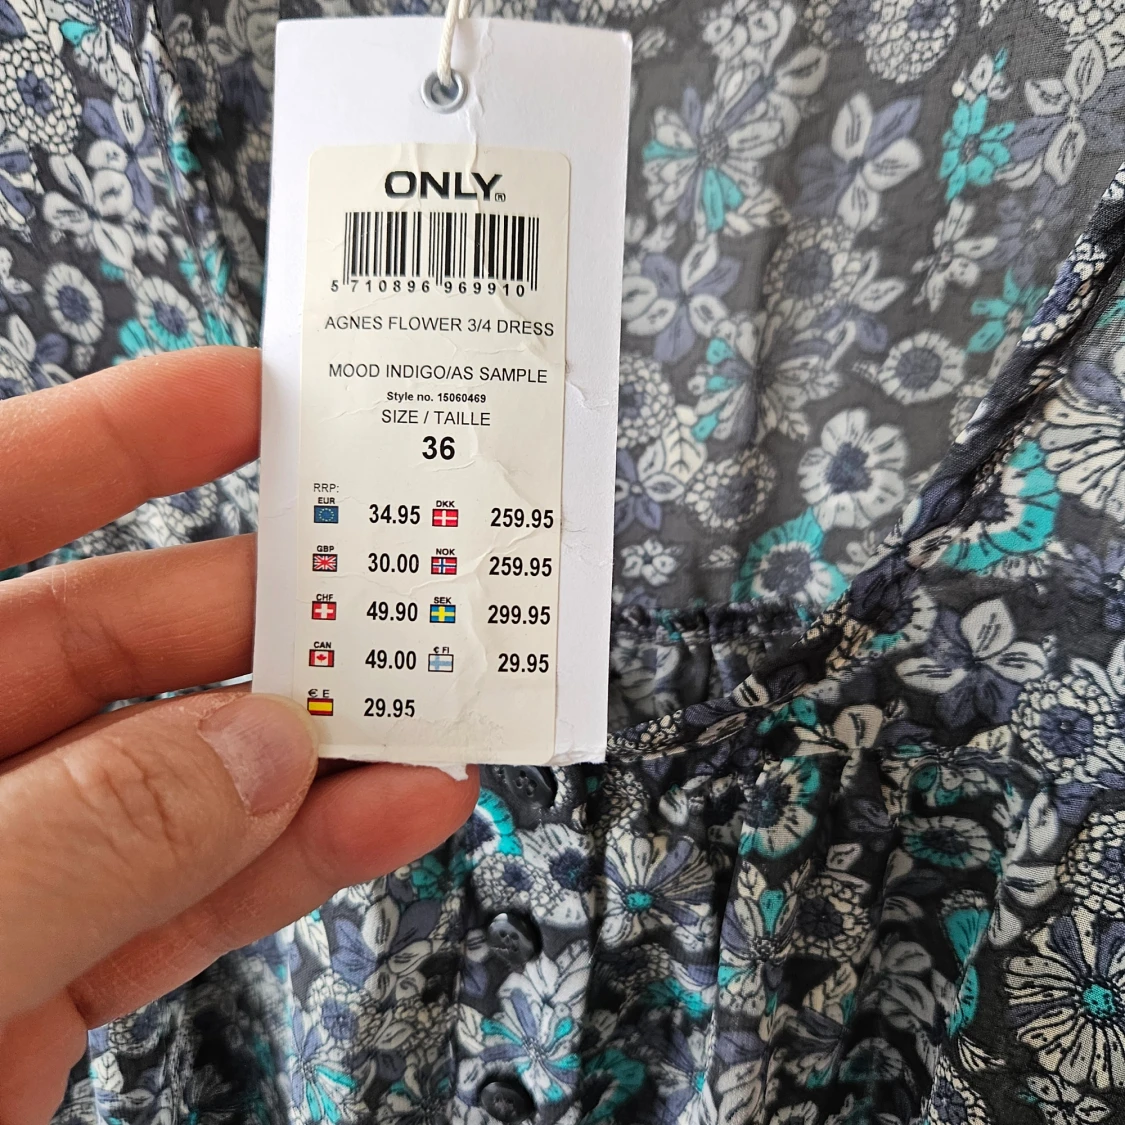 ONLY®
5 710896 969910
AGNES FLOWER 3/4 DRESS
MOOD INDIGO/AS SAMPLE
Style no. 15060469
SIZE / TAILLE
36
RRP:
EUR 34.95 DKK 259.95
GBP 30.00 NOK 259.95
CHF 49.90 SEK 299.95
CAN 49.00 € FI 29.95
€ E 29.95